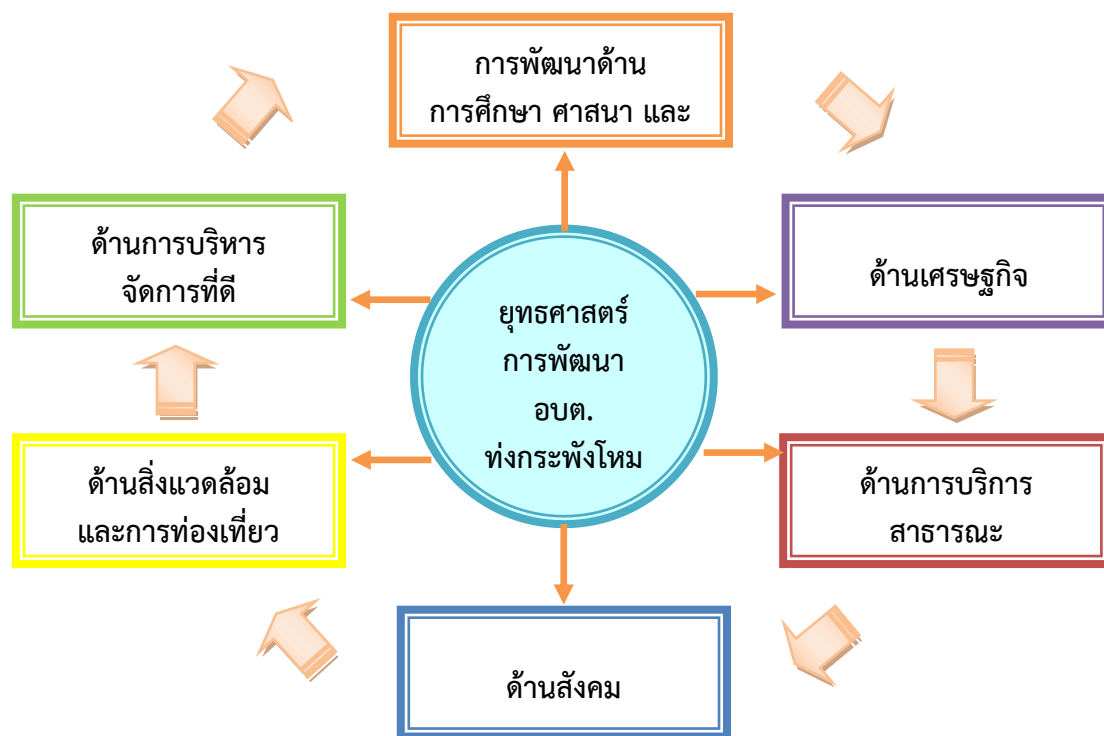 การพัฒนาด้าน
การศึกษา ศาสนา และ
ด้านการบริหาร
จัดการที่ดี
ด้านเศรษฐกิจ
ยุทธศาสตร์
การพัฒนา
อบต.
ท่งกระพังโหม
ด้านสิ่งแวดล้อม
และการท่องเที่ยว
ด้านการบริการ
สาธารณะ
ด้านสังคม